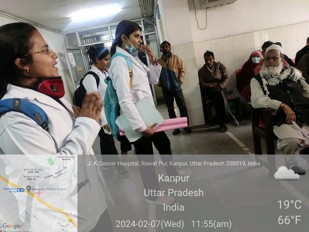 J. K Cancer Hospital, Rawat Pur, Kanpur, Uttar Pradesh 208019, India
Kanpur
Uttar Pradesh
India
2024-02-07(Wed) 11:55(am)
19°C
66°F
Google